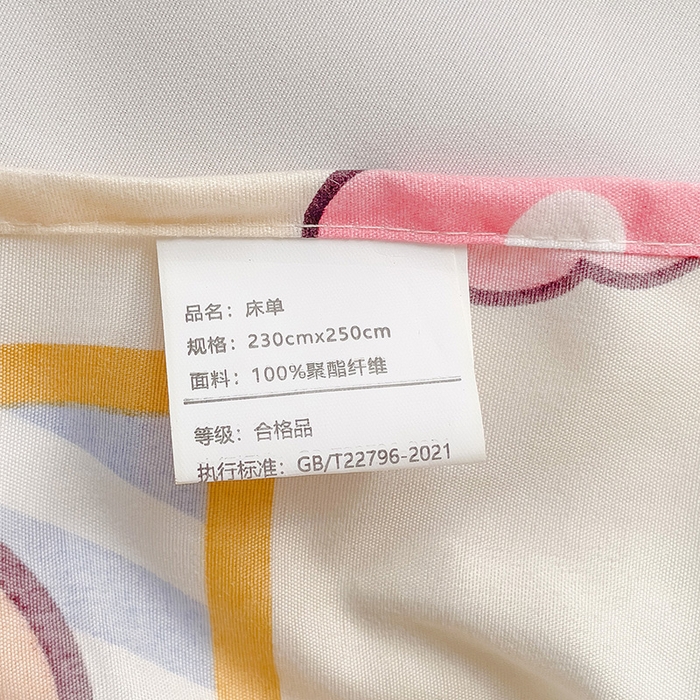 品名：床单
规格：230cmx250cm
面料：100%聚酯纤维
等级：合格品
执行标准：GB/T22796-2021